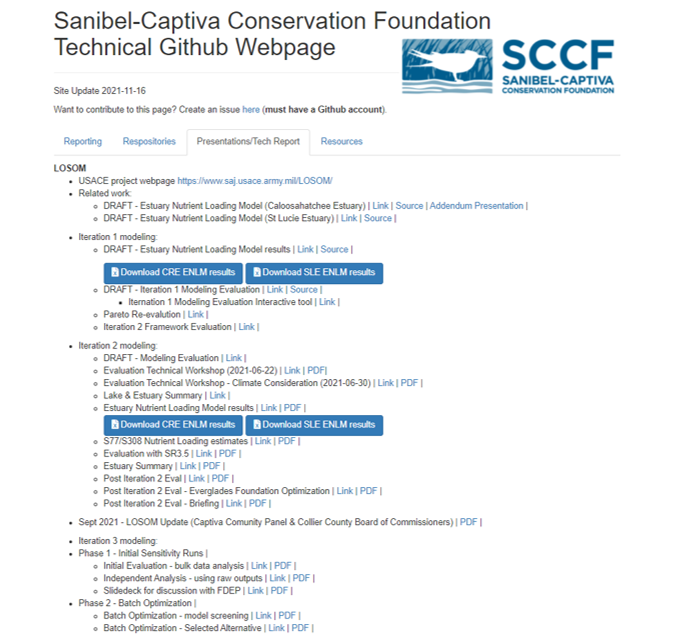 Sanibel-Captiva Conservation Foundation
Technical Github Webpage
SCCF
SANIBEL-CAPTIVA
CONSERVATION FOUNDATION
Site Update 2021-11-16
Want to contribute to this page? Create an issue here (must have a Github account).
Reporting Respositories Presentations/Tech Report Resources
LOSOM
USACE project webpage https://www.saj.usace.army.mil/LOSOM/
Related work:
DRAFT - Estuary Nutrient Loading Model (Caloosahatchee Estuary) | Link | Source | Addendum Presentation |
DRAFT - Estuary Nutrient Loading Model (St Lucie Estuary) | Link | Source |
Iteration 1 modeling:
DRAFT - Estuary Nutrient Loading Model results | Link | Source |
Download CRE ENLM results Download SLE ENLM results
DRAFT - Iteration 1 Modeling Evaluation | Link | Source |
Iternation 1 Modeling Evaluation Interactive tool | Link |
Pareto Re-evalution | Link |
Iteration 2 Framework Evaluation | Link |
Iteration 2 modeling:
DRAFT - Modeling Evaluation | Link |
Evaluation Technical Workshop (2021-06-22) | Link | PDF|
Evaluation Technical Workshop - Climate Consideration (2021-06-30) | Link | PDF |
Lake & Estuary Summary | Link |
Estuary Nutrient Loading Model results | Link | PDF |
Download CRE ENLM results Download SLE ENLM results
S77/S308 Nutrient Loading estimates | Link | PDF |
Evaluation with SR3.5 | Link | PDF |
Estuary Summary | Link | PDF |
Post Iteration 2 Eval | Link | PDF |
Post Iteration 2 Eval - Everglades Foundation Optimization | Link | PDF |
Post Iteration 2 Eval - Briefing | Link | PDF |
Sept 2021 - LOSOM Update (Captiva Comunity Panel & Collier County Board of Commissioners) | PDF |
Iteration 3 modeling:
Phase 1 - Initial Sensitivity Runs |
Initial Evaluation - bulk data analysis | Link | PDF |
Independent Analysis - using raw outputs | Link | PDF |
Slidedeck for discussion with FDEP | Link | PDF |
Phase 2 - Batch Optimization |
Batch Optimization - model screening | Link | PDF |
Batch Optimization - Selected Alternative | Link | PDF |